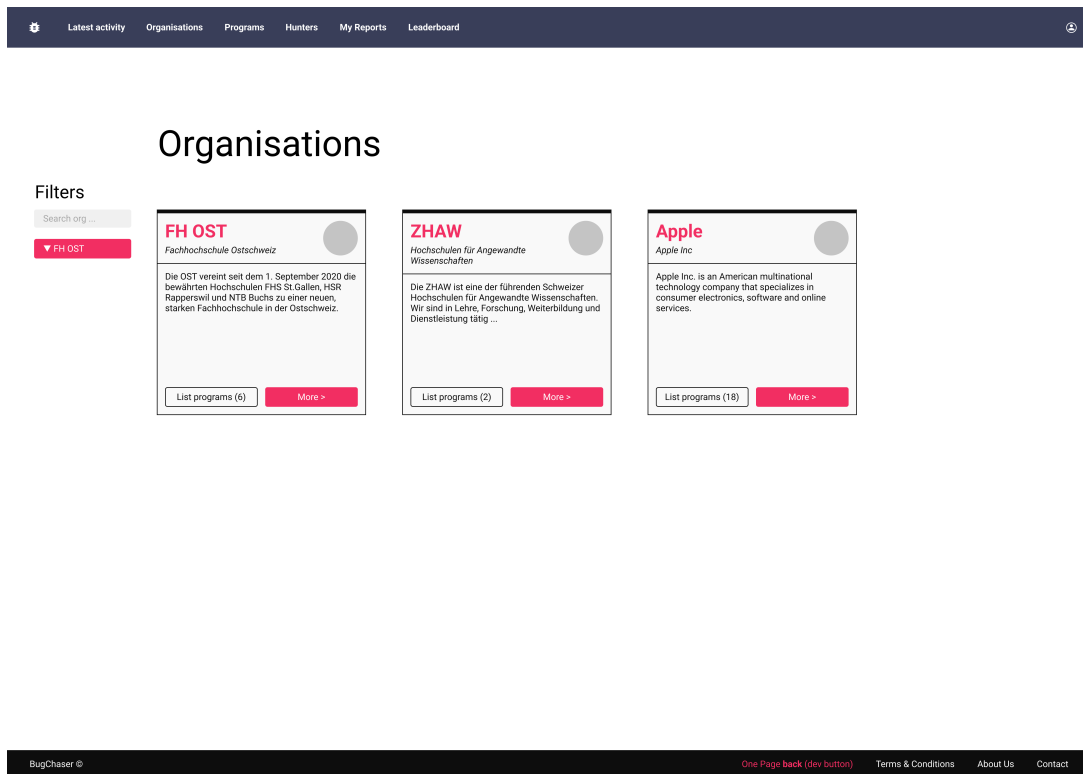 Latest activity Organisations Programs Hunters My Reports Leaderboard
Organisations
Filters
Search org ...
▼ FH OST
FH OST
Fachhochschule Ostschweiz
Die OST vereint seit dem 1. September 2020 die
bewährten Hochschulen FHS St.Gallen, HSR
Rapperswil und NTB Buchs zu einer neuen,
starken Fachhochschule in der Ostschweiz.
List programs (6) More >
ZHAW
Hochschulen für Angewandte
Wissenschaften
Die ZHAW ist eine der führenden Schweizer
Hochschulen für Angewandte Wissenschaften.
Wir sind in Lehre, Forschung, Weiterbildung und
Dienstleistung tätig ...
List programs (2) More >
Apple
Apple Inc
Apple Inc. is an American multinational
technology company that specializes in
consumer electronics, software and online
services.
List programs (18) More >
BugChaser © One Page back (dev button) Terms & Conditions About Us Contact